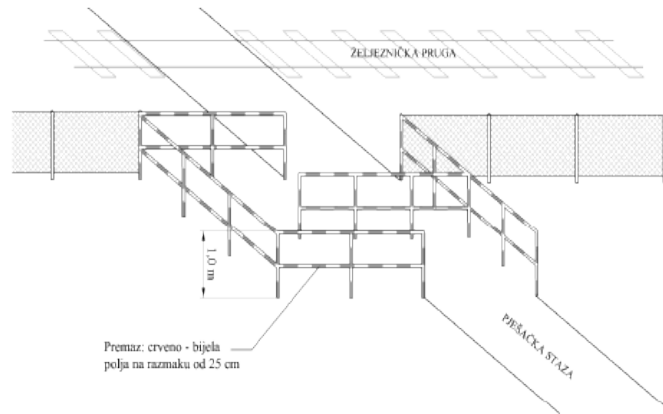 ŽELJEZNIČKA PRUGA
1,0 m
Premaz: crveno - bijela
polja na razmaku od 25 cm
PJEŠAČKA STAZA